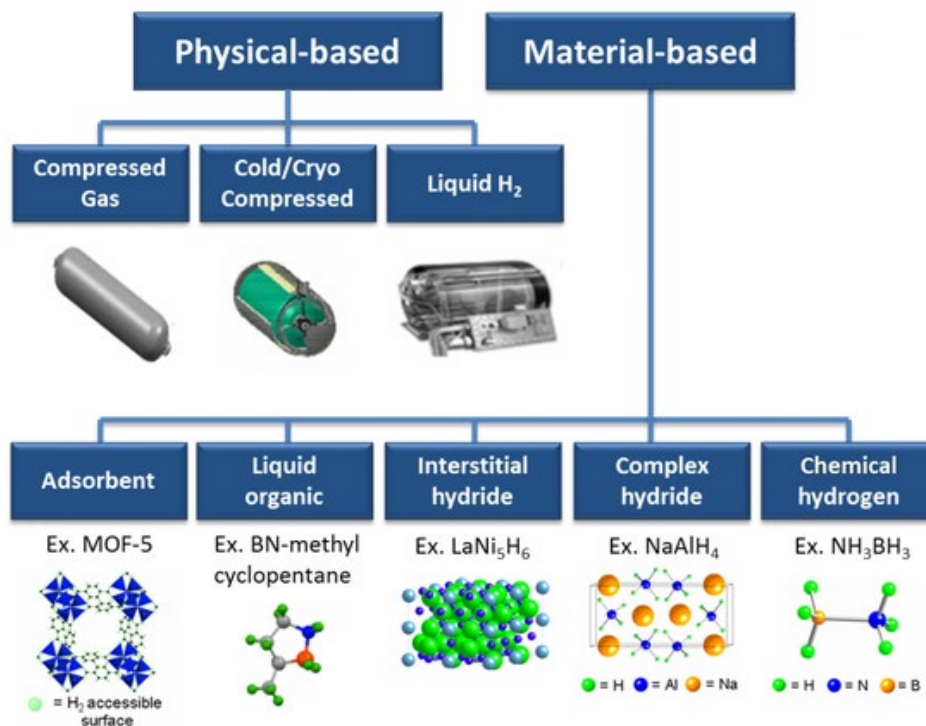 Physical-based
Material-based
Compressed
Gas
Cold/Cryo
Compressed
Liquid H₂
Adsorbent
Liquid
organic
Interstitial
hydride
Complex
hydride
Chemical
hydrogen
Ex. MOF-5
Ex. BN-methyl
cyclopentane
Ex. LaNi₅H₆
Ex. NaAlH₄
Ex. NH₃BH₃
= H₂ accessible
surface
= H = Al = Na
= H = N = B